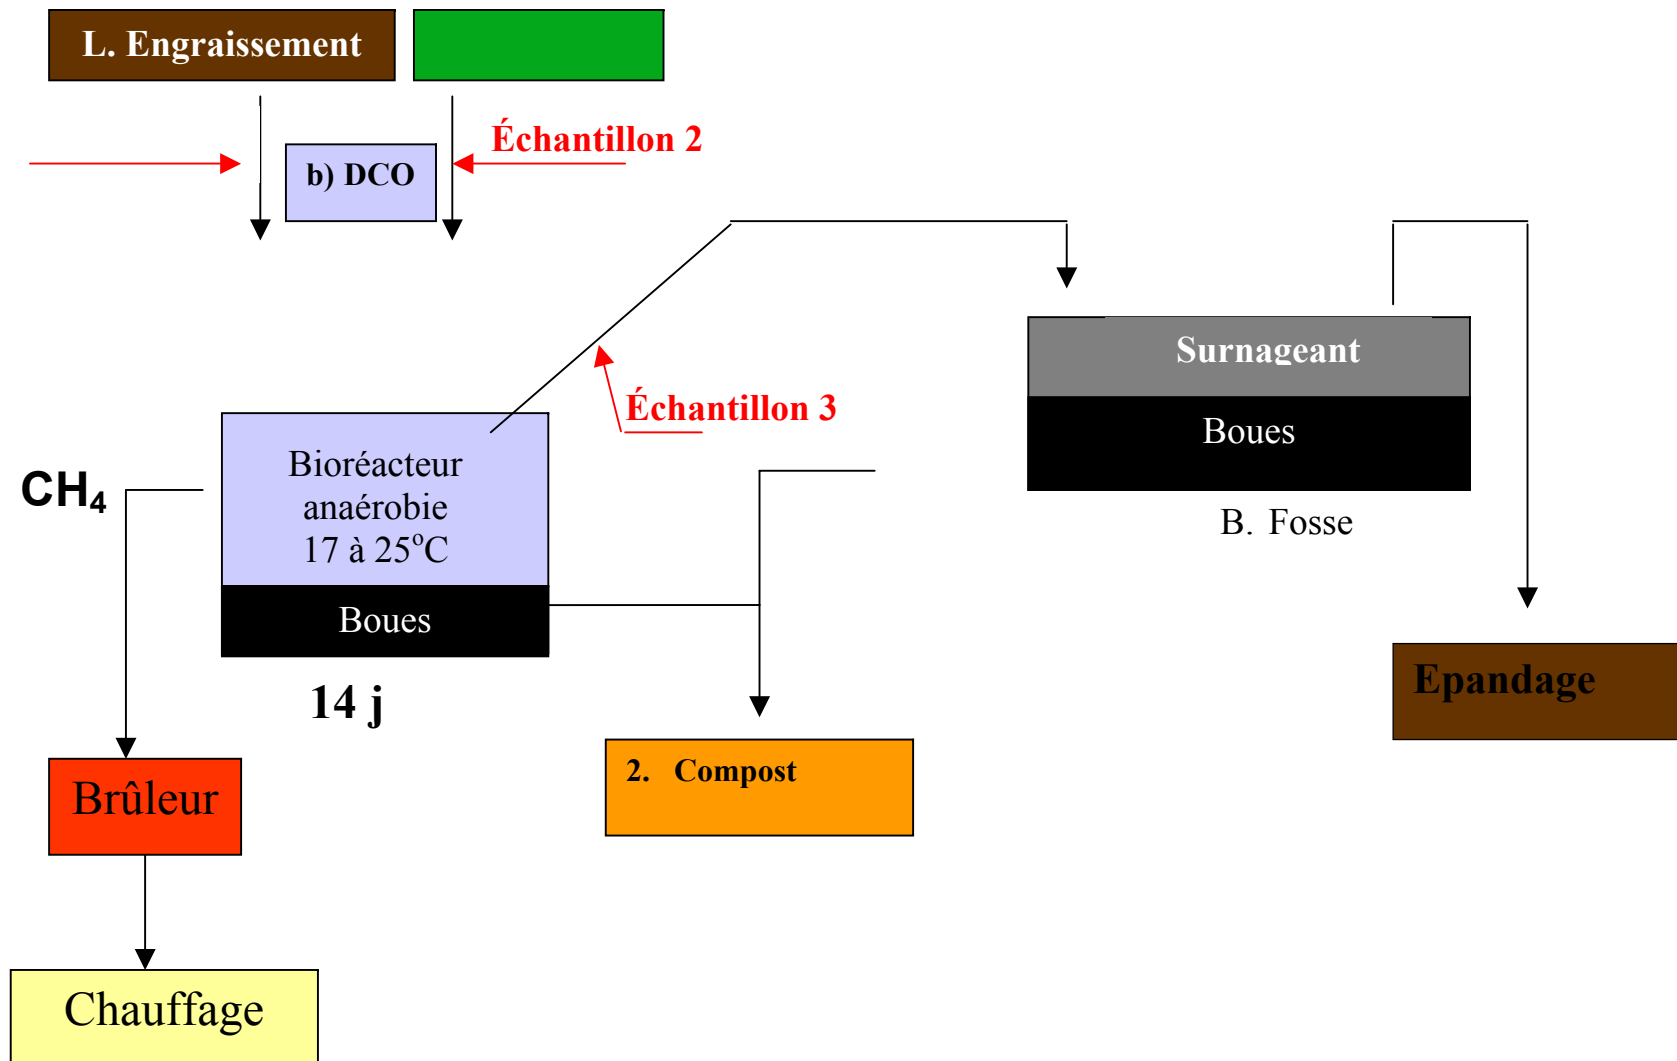 L. Engraissement
Échantillon 2
b) DCO
Surnageant
Échantillon 3
Boues
Bioréacteur
anaérobie
17 à 25°C
CH₄
B. Fosse
Boues
14 j
Epandage
2. Compost
Brûleur
Chauffage